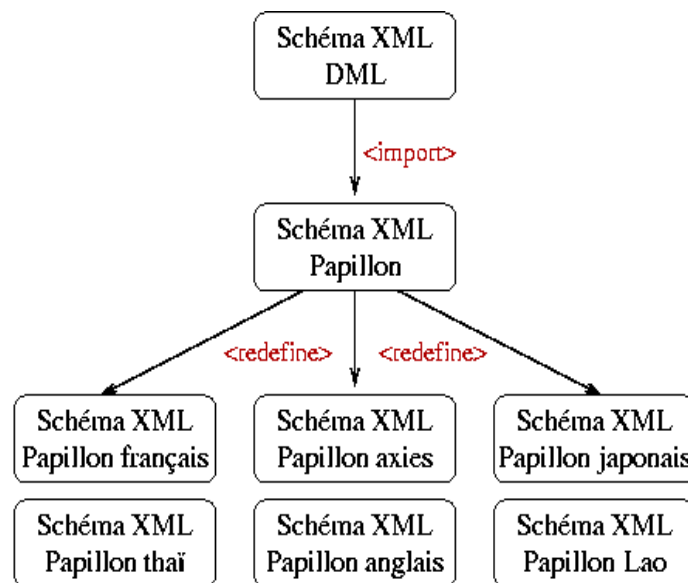 Schéma XML
DML
<import>
Schéma XML
Papillon
<redefine> <redefine>
Schéma XML
Papillon français
Schéma XML
Papillon axies
Schéma XML
Papillon japonais
Schéma XML
Papillon thaï
Schéma XML
Papillon anglais
Schéma XML
Papillon Lao